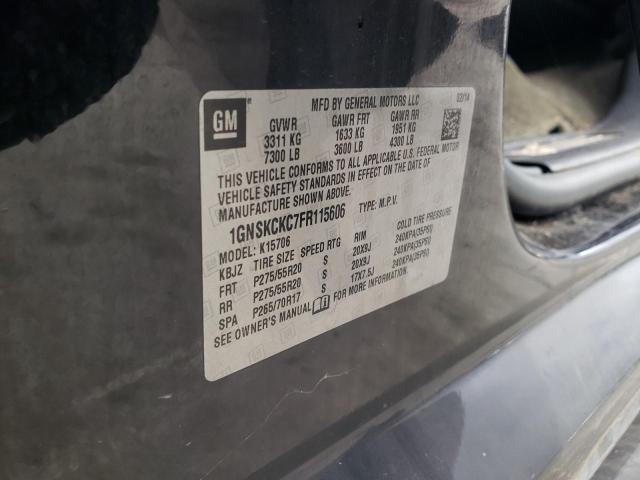 GM
MFD BY GENERAL MOTORS LLC 03/14
GVWR GAWR FRT GAWR RR
3311 KG 1633 KG 1951 KG
7300 LB 3600 LB 4300 LB
THIS VEHICLE CONFORMS TO ALL APPLICABLE U.S. FEDERAL MOTOR
VEHICLE SAFETY STANDARDS IN EFFECT ON THE DATE OF
MANUFACTURE SHOWN ABOVE.
1GNSKCKC7FR115606 TYPE: M.P.V.
MODEL: K15706
KBJZ TIRE SIZE SPEED RTG RIM COLD TIRE PRESSURE
FRT P275/55R20 S 20X9J 240KPA(35PSI)
RR P275/55R20 S 20X9J 240KPA(35PSI)
SPA P265/70R17 S 17X7.5J 240KPA(35PSI)
SEE OWNER'S MANUAL FOR MORE INFORMATION.